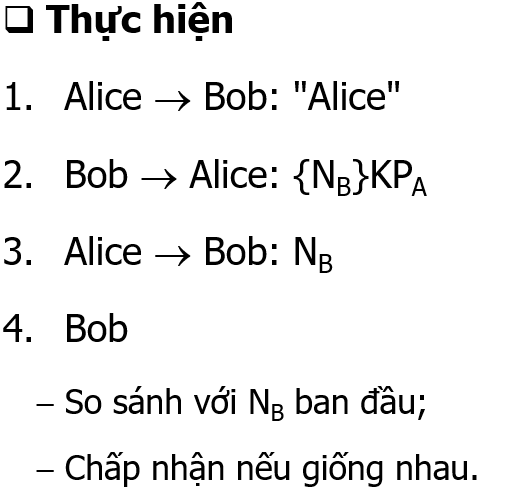 ❑ Thực hiện
1. Alice → Bob: "Alice"
2. Bob → Alice: {N_B}KP_A
3. Alice → Bob: N_B
4. Bob
– So sánh với N_B ban đầu;
– Chấp nhận nếu giống nhau.